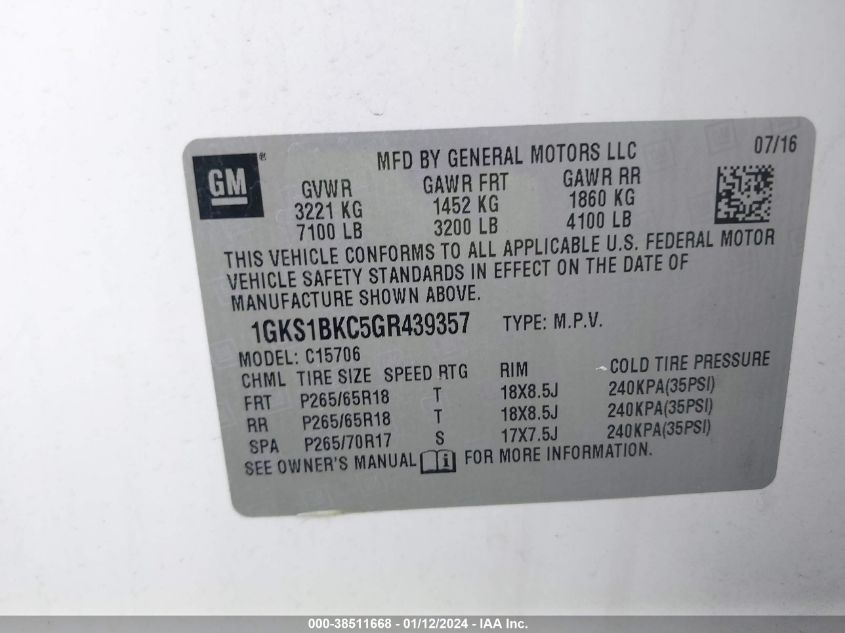 07/16
GM®
MFD BY GENERAL MOTORS LLC
GVWR GAWR FRT GAWR RR
3221 KG 1452 KG 1860 KG
7100 LB 3200 LB 4100 LB
THIS VEHICLE CONFORMS TO ALL APPLICABLE U.S. FEDERAL MOTOR
VEHICLE SAFETY STANDARDS IN EFFECT ON THE DATE OF
MANUFACTURE SHOWN ABOVE.
1GKS1BKC5GR439357 TYPE: M.P.V.
MODEL: C15706
CHML TIRE SIZE SPEED RTG RIM COLD TIRE PRESSURE
FRT P265/65R18 T 18X8.5J 240KPA(35PSI)
RR P265/65R18 T 18X8.5J 240KPA(35PSI)
SPA P265/70R17 S 17X7.5J 240KPA(35PSI)
SEE OWNER'S MANUAL i FOR MORE INFORMATION.
000-38511668 - 01/12/2024 - IAA Inc.